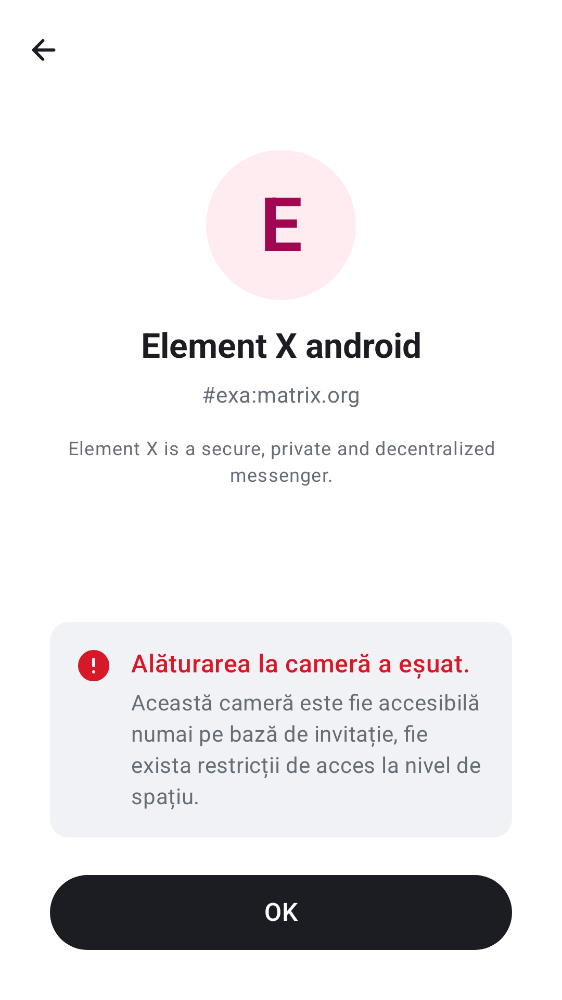 E
Element X android
#exa:matrix.org
Element X is a secure, private and decentralized
messenger.
Alăturarea la cameră a eșuat.
Această cameră este fie accesibilă
numai pe bază de invitație, fie
exista restricții de acces la nivel de
spațiu.
OK